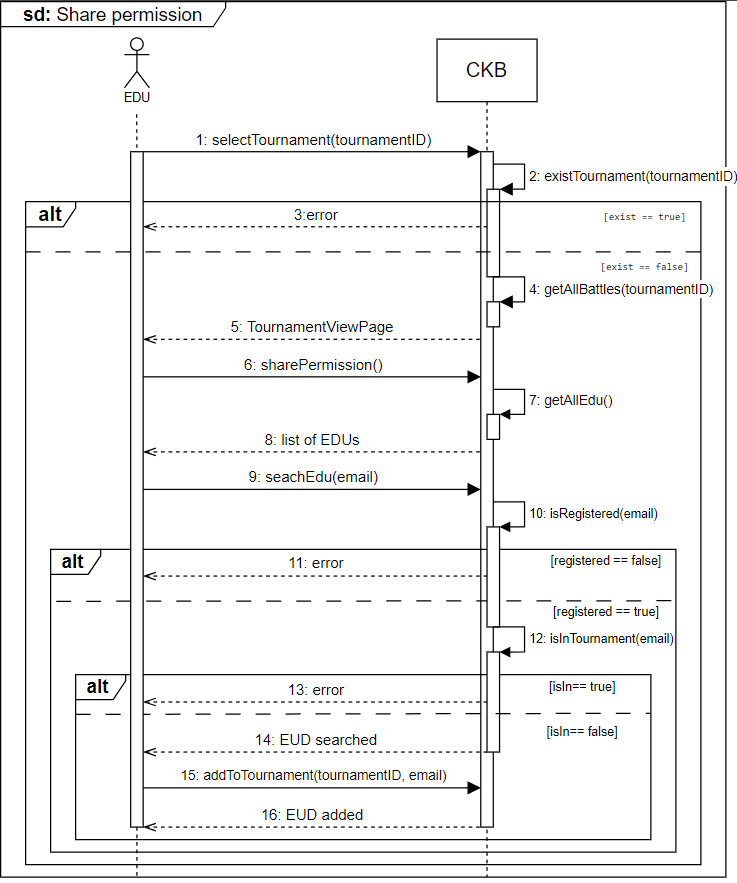 sd: Share permission
EDU
CKB
1: selectTournament(tournamentID)
2: existTournament(tournamentID)
alt
3:error
[exist == true]
[exist == false]
4: getAllBattles(tournamentID)
5: TournamentViewPage
6: sharePermission()
7: getAllEdu()
8: list of EDUs
9: seachEdu(email)
10: isRegistered(email)
alt
11: error
[registered == false]
[registered == true]
12: isInTournament(email)
alt
13: error
[isIn== true]
[isIn== false]
14: EUD searched
15: addToTournament(tournamentID, email)
16: EUD added